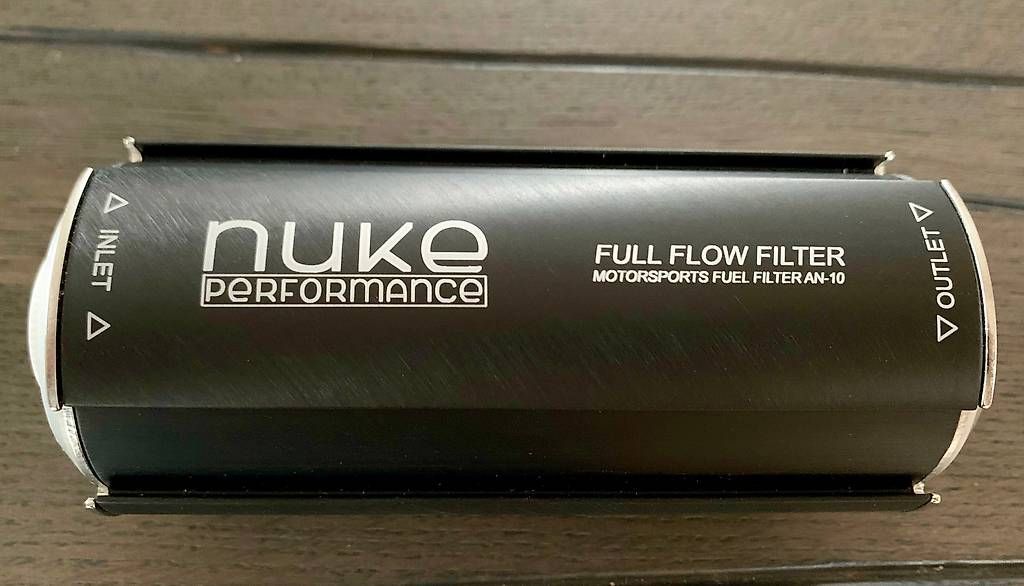 INLET
nuke
PERFORMANCE
FULL FLOW FILTER
MOTORSPORTS FUEL FILTER AN-10
OUTLET